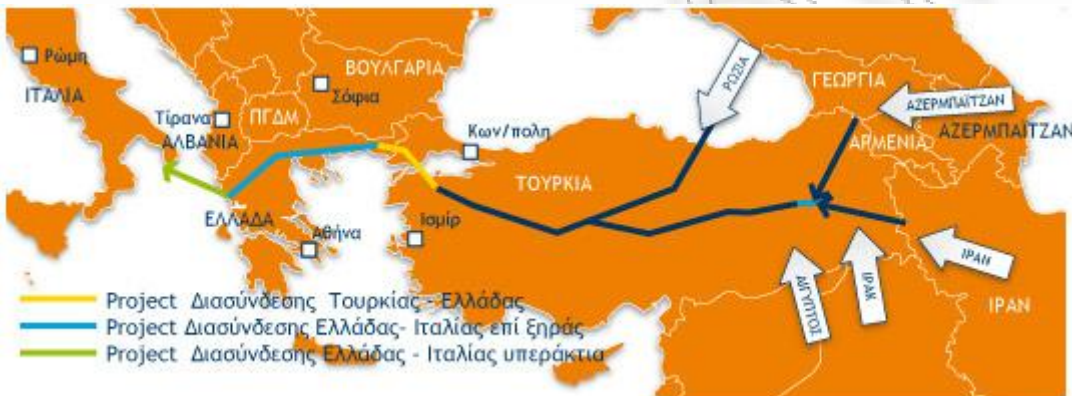 Ρώμη
ΙΤΑΛΙΑ
Τίρανα
ΑΛΒΑΝΙΑ
ΠΓΔΜ
ΒΟΥΛΓΑΡΙΑ
Σόφια
Κων/πολη
ΤΟΥΡΚΙΑ
ΡΩΣΙΑ
ΓΕΩΡΓΙΑ
ΑΖΕΡΜΠΑΪΤΖΑΝ
ΑΖΕΡΜΠΑΪΤΖΑΝ
ΑΡΜΕΝΙΑ
ΕΛΛΑΔΑ
Αθήνα
Ισμίρ
ΑΙΓΥΠΤΟΣ
ΙΡΑΚ
ΙΡΑΝ
ΙΡΑΝ
Project Διασύνδεσης Τουρκίας - Ελλάδας
Project Διασύνδεσης Ελλάδας- Ιταλίας επί ξηράς
Project Διασύνδεσης Ελλάδας - Ιταλίας υπεράκτια